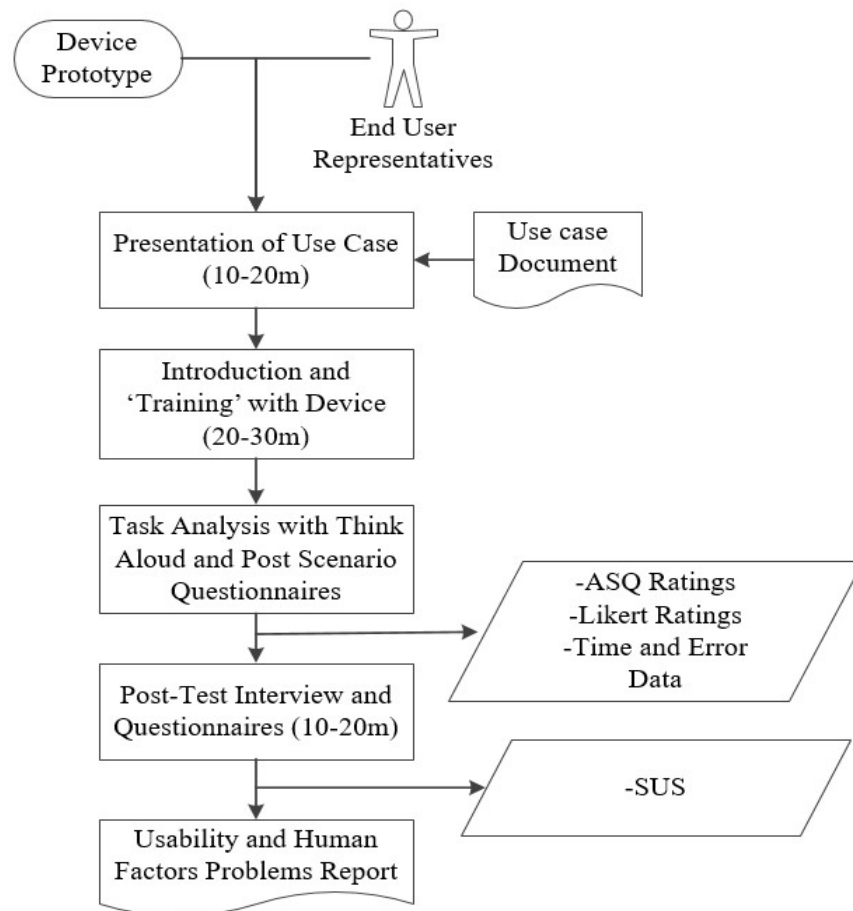 Device
Prototype
End User
Representatives
Presentation of Use Case
(10-20m)
Use case
Document
Introduction and
‘Training’ with Device
(20-30m)
Task Analysis with Think
Aloud and Post Scenario
Questionnaires
-ASQ Ratings
-Likert Ratings
-Time and Error
Data
Post-Test Interview and
Questionnaires (10-20m)
-SUS
Usability and Human
Factors Problems Report